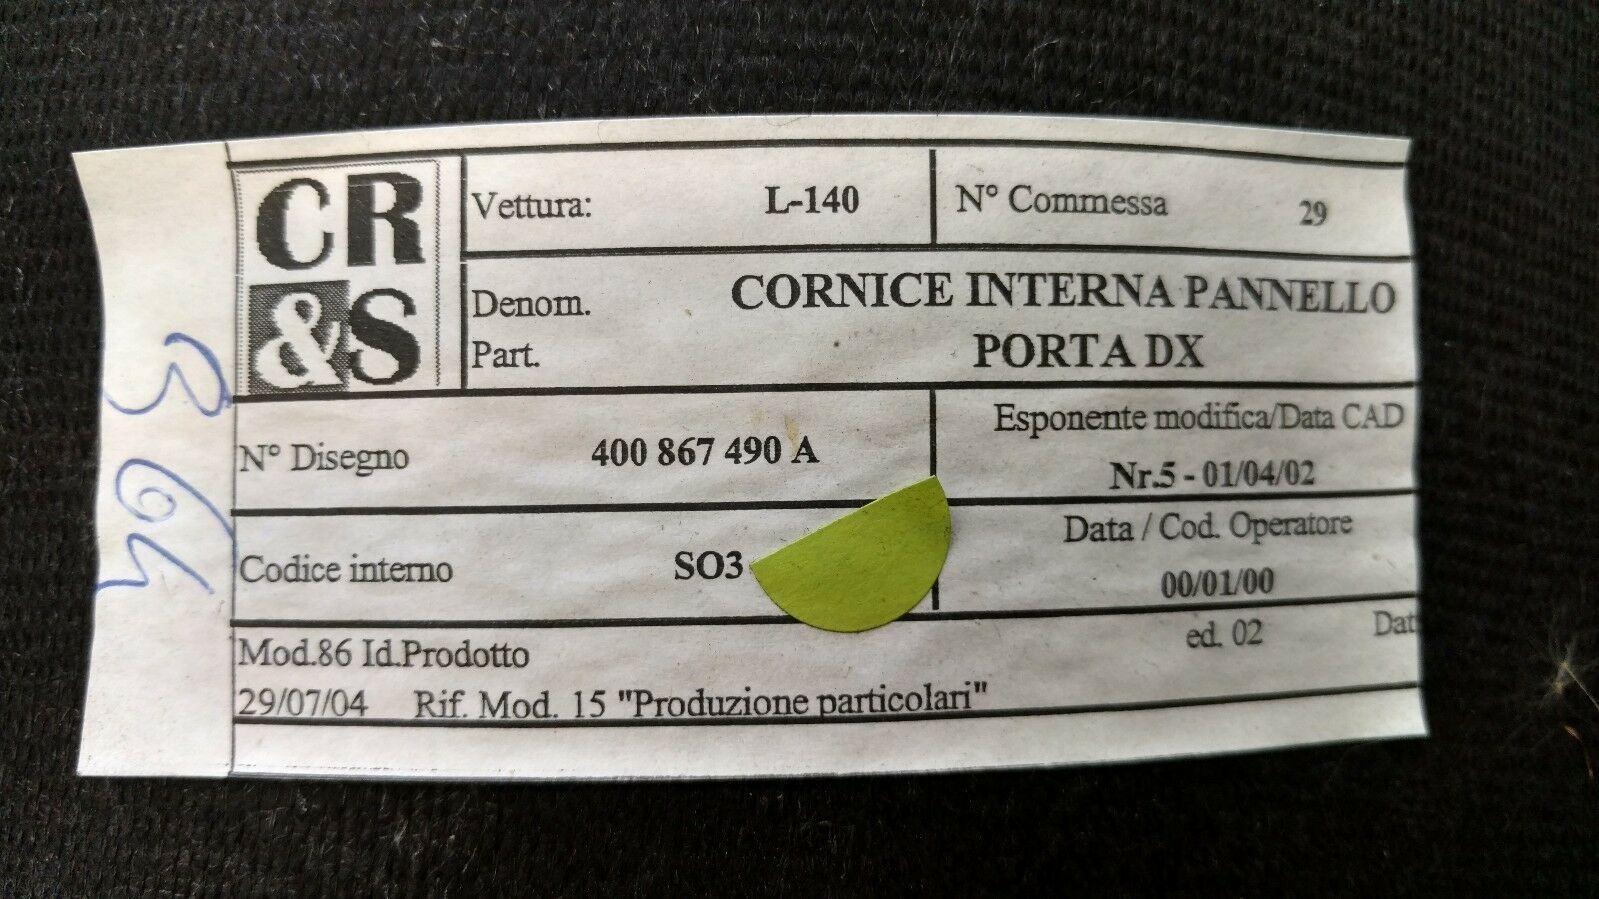 CR
&S
Vettura: L-140
N° Commessa 29
Denom. CORNICE INTERNA PANNELLO
Part. PORTA DX
N° Disegno 400 867 490 A
Esponente modifica/Data CAD
Nr.5 - 01/04/02
Codice interno SO3
Data / Cod. Operatore
00/01/00
Mod.86 Id.Prodotto ed. 02 Dat
29/07/04 Rif. Mod. 15 "Produzione particolari"